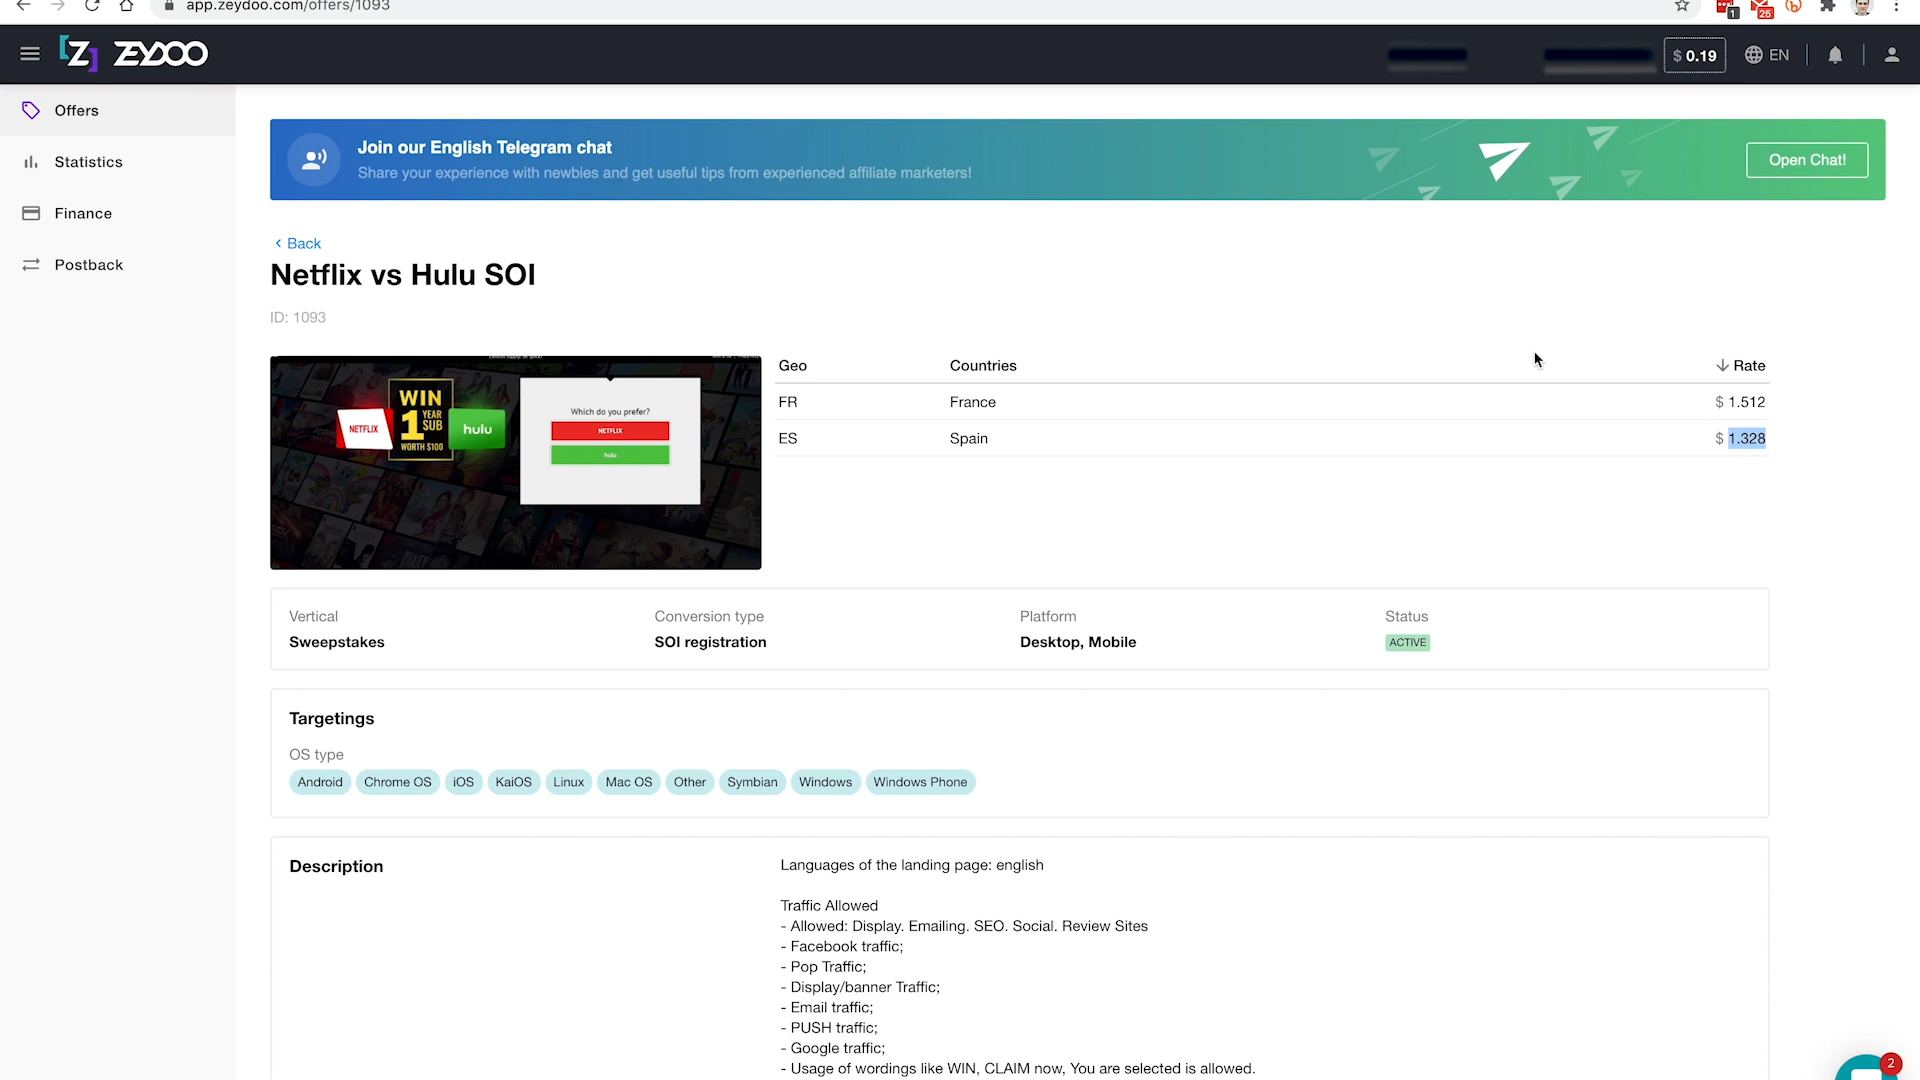 app.zeydoo.com/offers/1093
1
25
[Z] ZEYDOO
$ 0.19
EN
Offers
Statistics
Finance
Postback
Join our English Telegram chat
Share your experience with newbies and get useful tips from experienced affiliate marketers!
Open Chat!
Back
Netflix vs Hulu SOI
ID: 1093
WIN
1 YEAR SUB
WORTH $100
NETFLIX
hulu
Which do you prefer?
NETFLIX
hulu
Geo Countries Rate
FR France $ 1.512
ES Spain $ 1.328
Vertical Conversion type Platform Status
Sweepstakes SOI registration Desktop, Mobile ACTIVE
Targetings
OS type
Android Chrome OS iOS KaiOS Linux Mac OS Other Symbian Windows Windows Phone
Description
Languages of the landing page: english
Traffic Allowed
- Allowed: Display. Emailing. SEO. Social. Review Sites
- Facebook traffic;
- Pop Traffic;
- Display/banner Traffic;
- Email traffic;
- PUSH traffic;
- Google traffic;
- Usage of wordings like WIN, CLAIM now, You are selected is allowed.
2